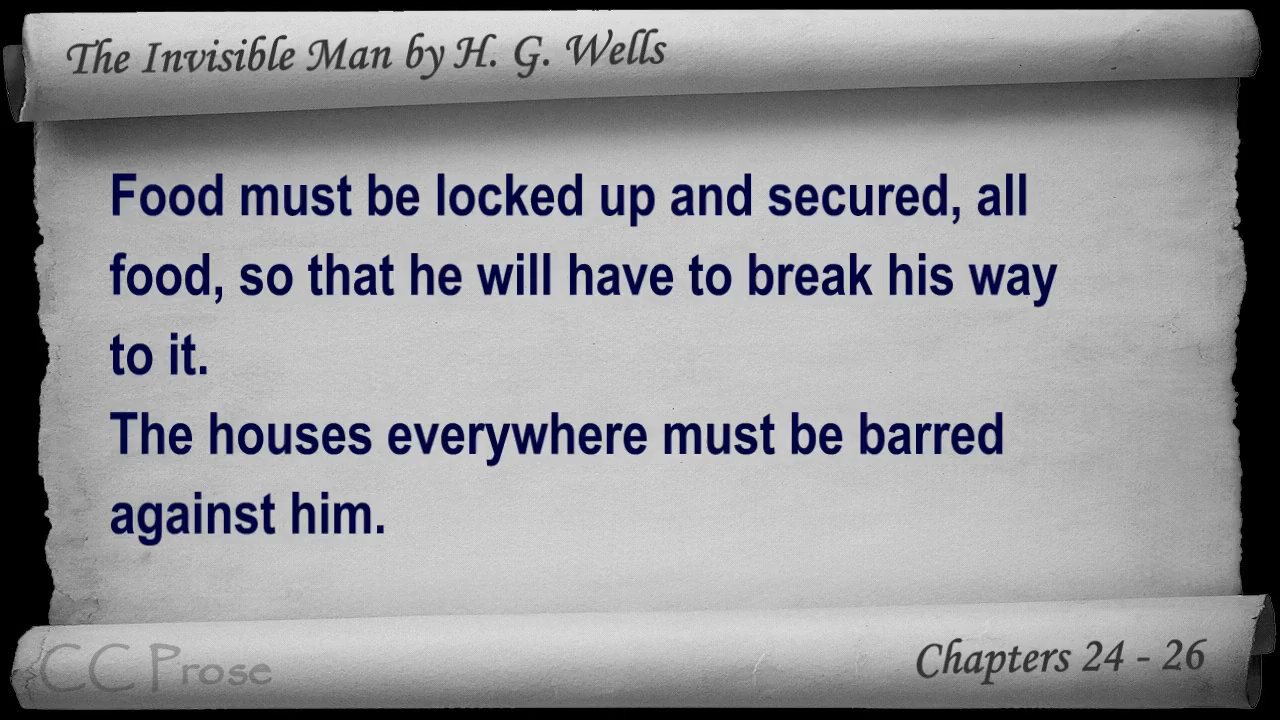 The Invisible Man by H. G. Wells
Food must be locked up and secured, all
food, so that he will have to break his way
to it.
The houses everywhere must be barred
against him.
CC Prose
Chapters 24 - 26